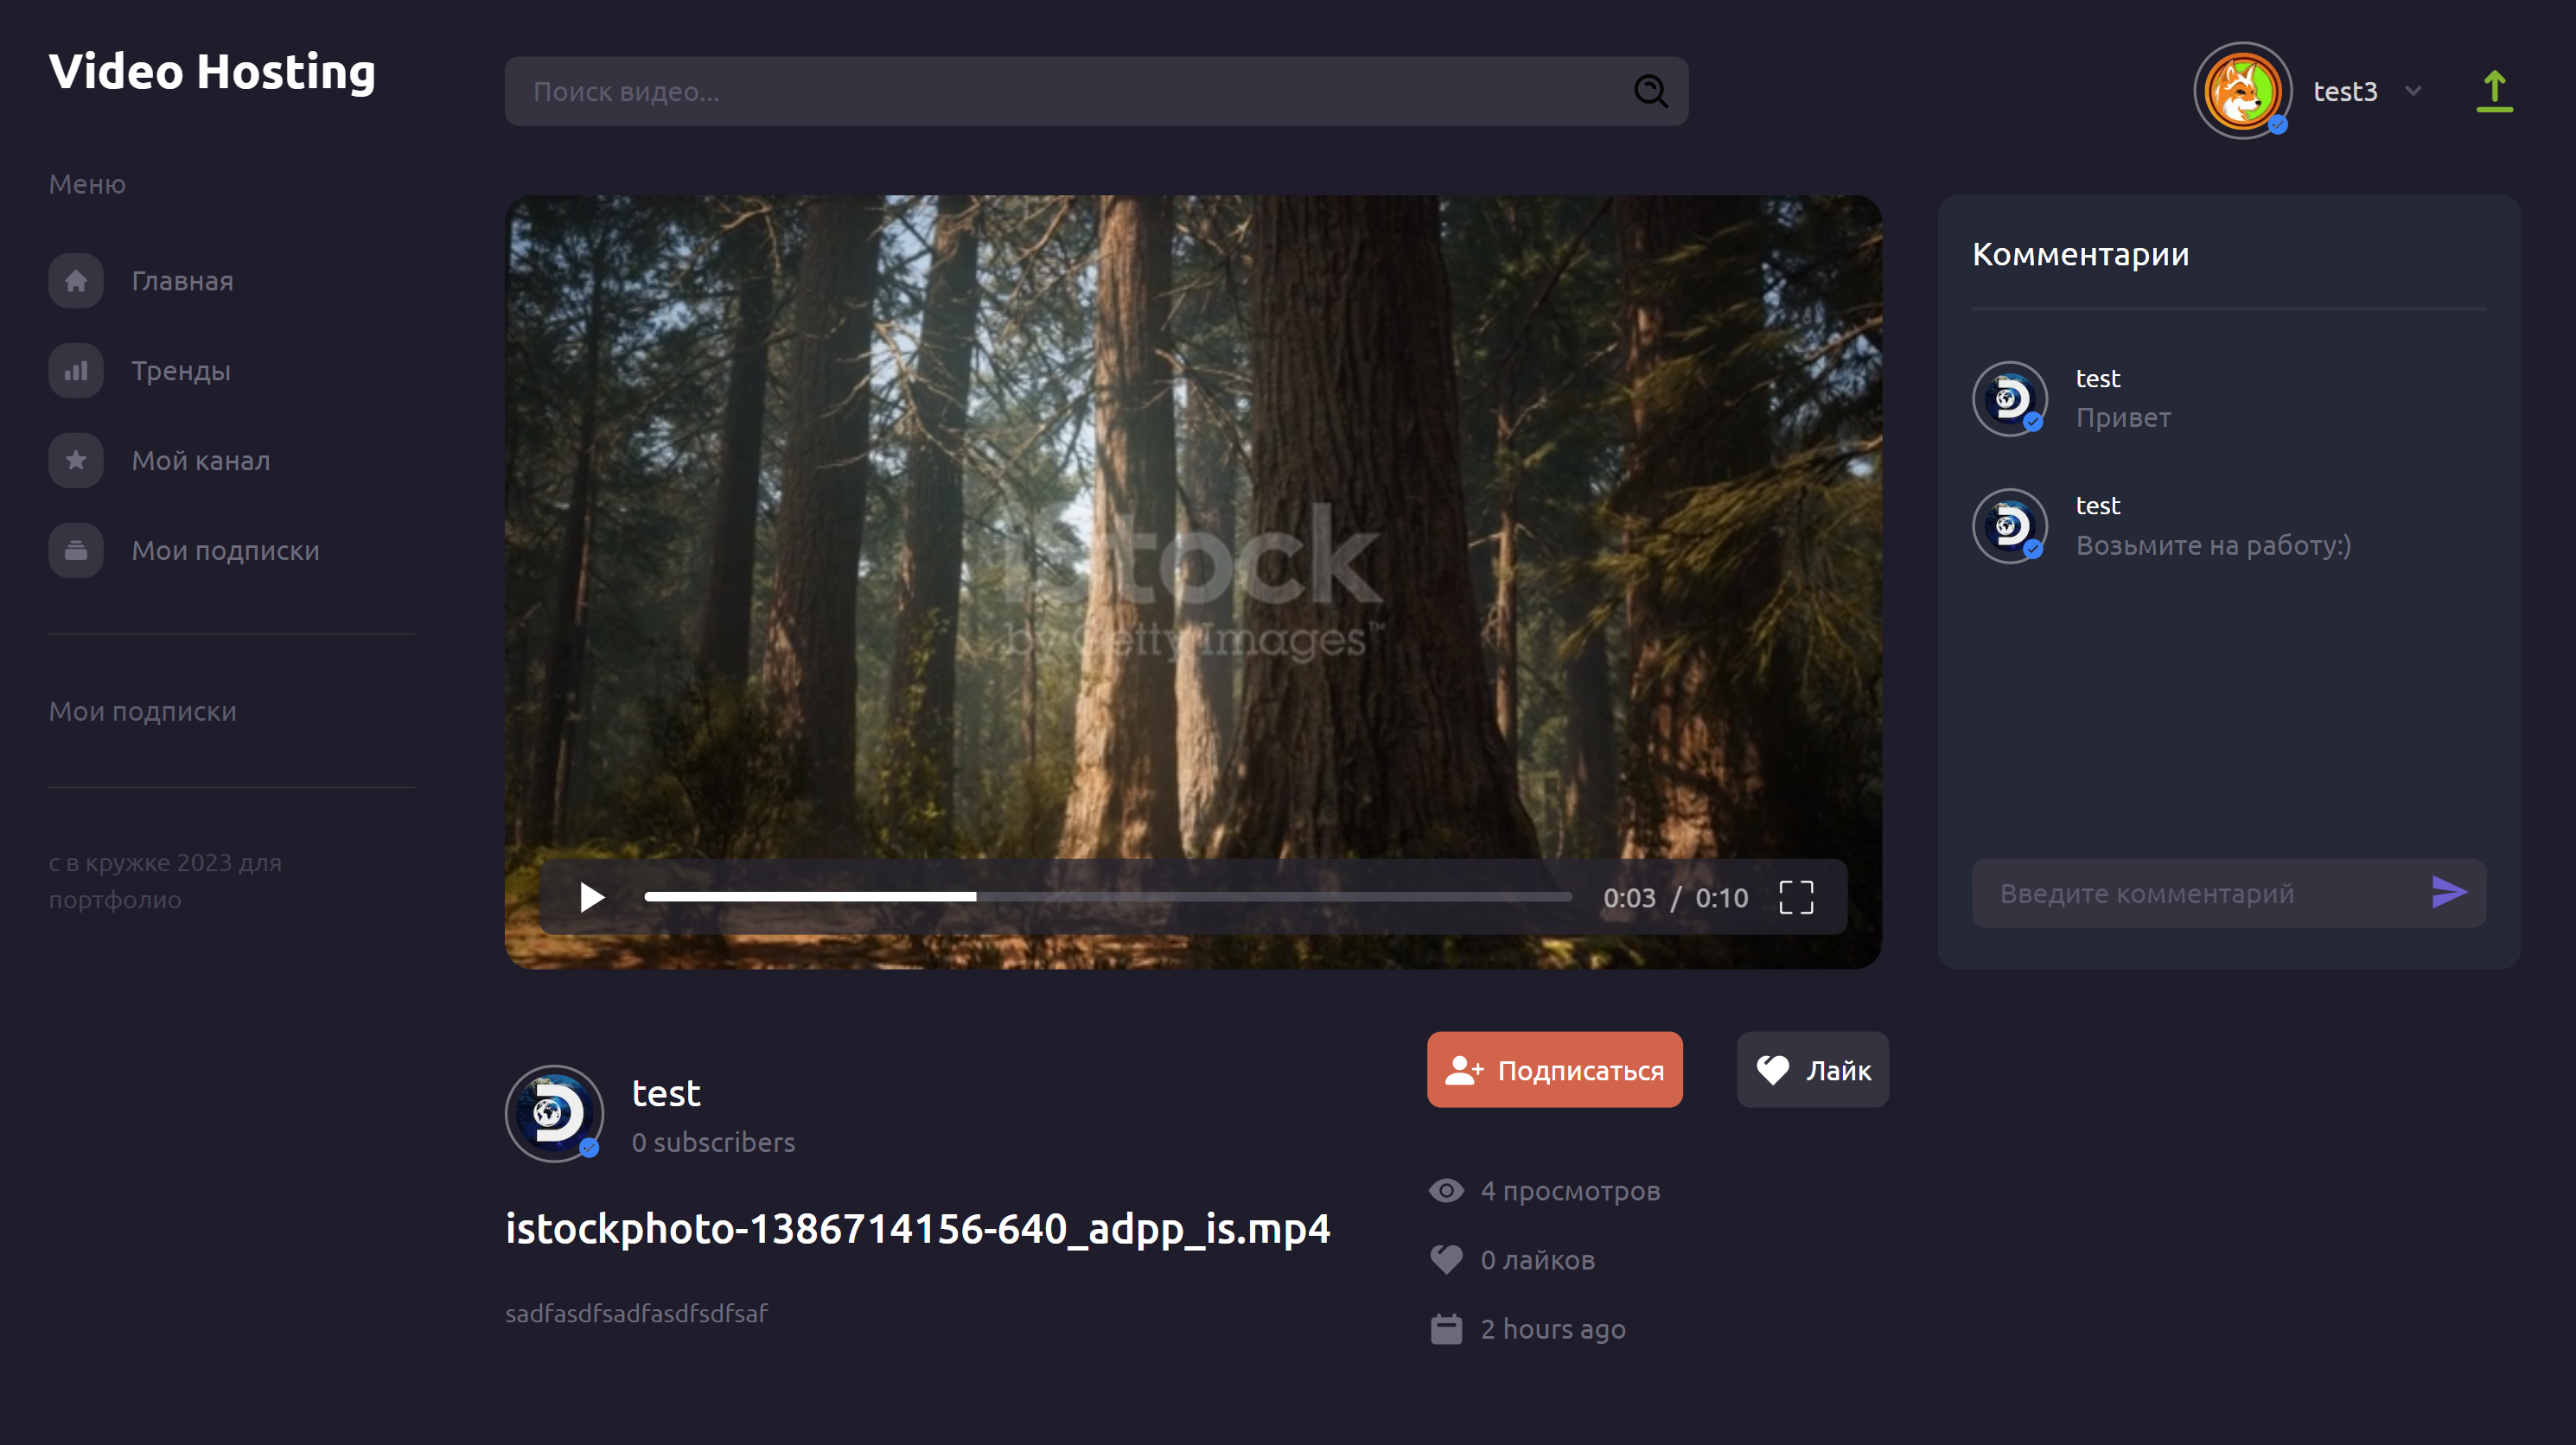 Video Hosting
Поиск видео...
test3
Меню
Главная
Тренды
Мой канал
Мои подписки
Мои подписки
с в кружке 2023 для
портфолио
iStock
by Getty Images™
0:03 / 0:10
Комментарии
test
Привет
test
Возьмите на работу:)
Введите комментарий
test
0 subscribers
Подписаться
Лайк
istockphoto-1386714156-640_adpp_is.mp4
sadfasdfsadfasdfsdfsaf
4 просмотров
0 лайков
2 hours ago